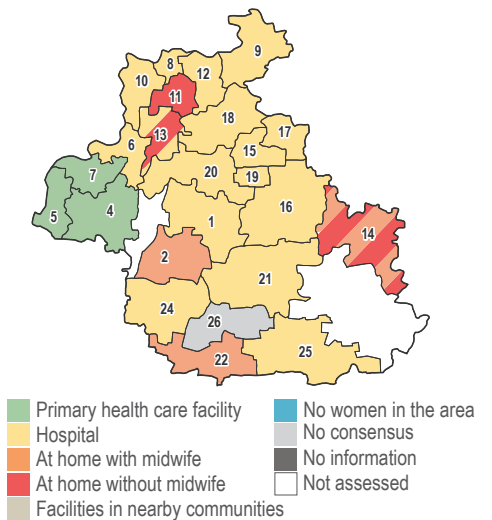 9
8
12
10
11
18
13
17
6
15
7
20
19
5
4
16
1
14
2
21
24
26
22
25
Primary health care facility
Hospital
At home with midwife
At home without midwife
Facilities in nearby communities
No women in the area
No consensus
No information
Not assessed